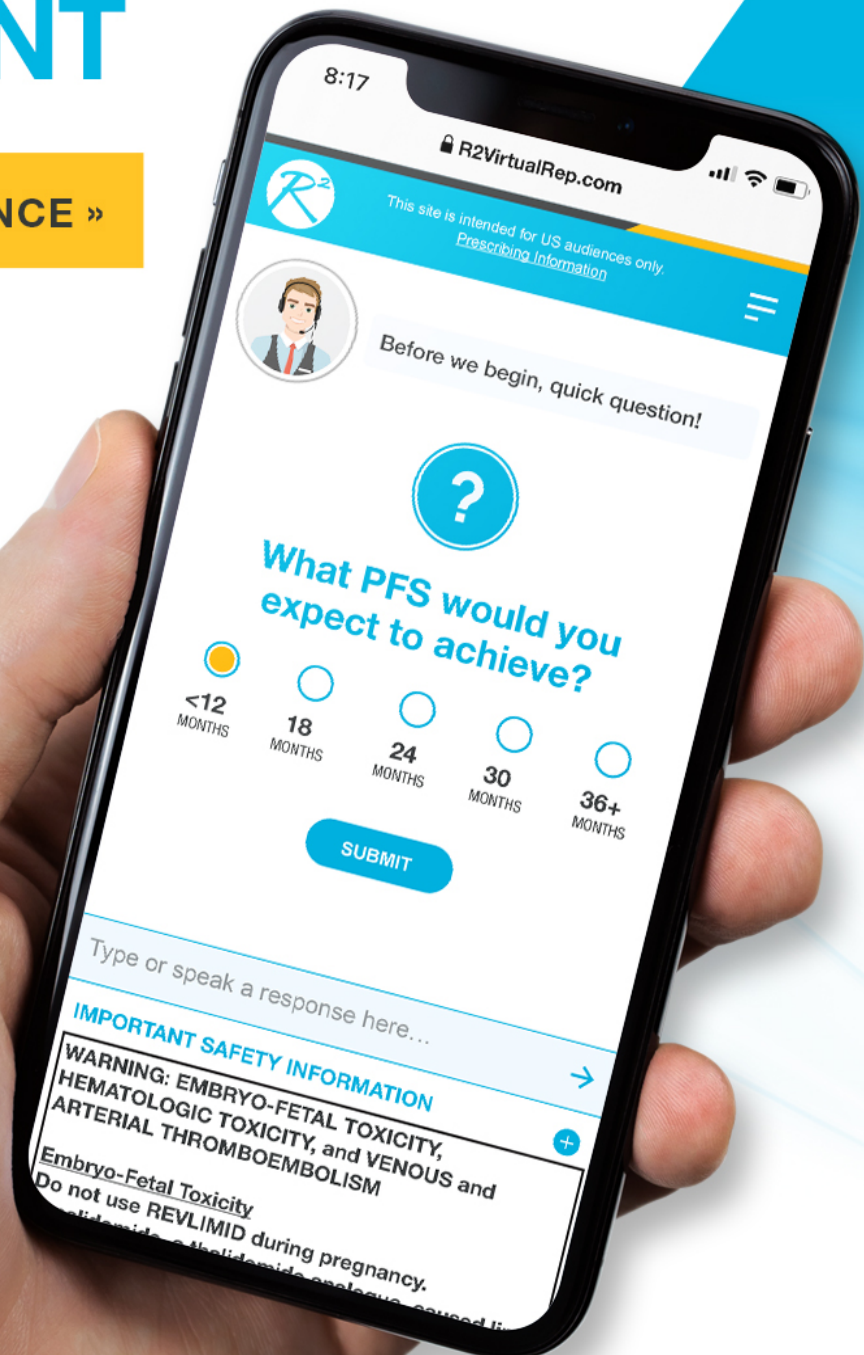 NT
NCE »
8:17
R2VirtualRep.com
R²
This site is intended for US audiences only.
Prescribing Information
Before we begin, quick question!
?
What PFS would you
expect to achieve?
<12
MONTHS
18
MONTHS
24
MONTHS
30
MONTHS
36+
MONTHS
SUBMIT
Type or speak a response here...
IMPORTANT SAFETY INFORMATION
WARNING: EMBRYO-FETAL TOXICITY,
HEMATOLOGIC TOXICITY, and VENOUS and
ARTERIAL THROMBOEMBOLISM
Embryo-Fetal Toxicity
Do not use REVLIMID during pregnancy.